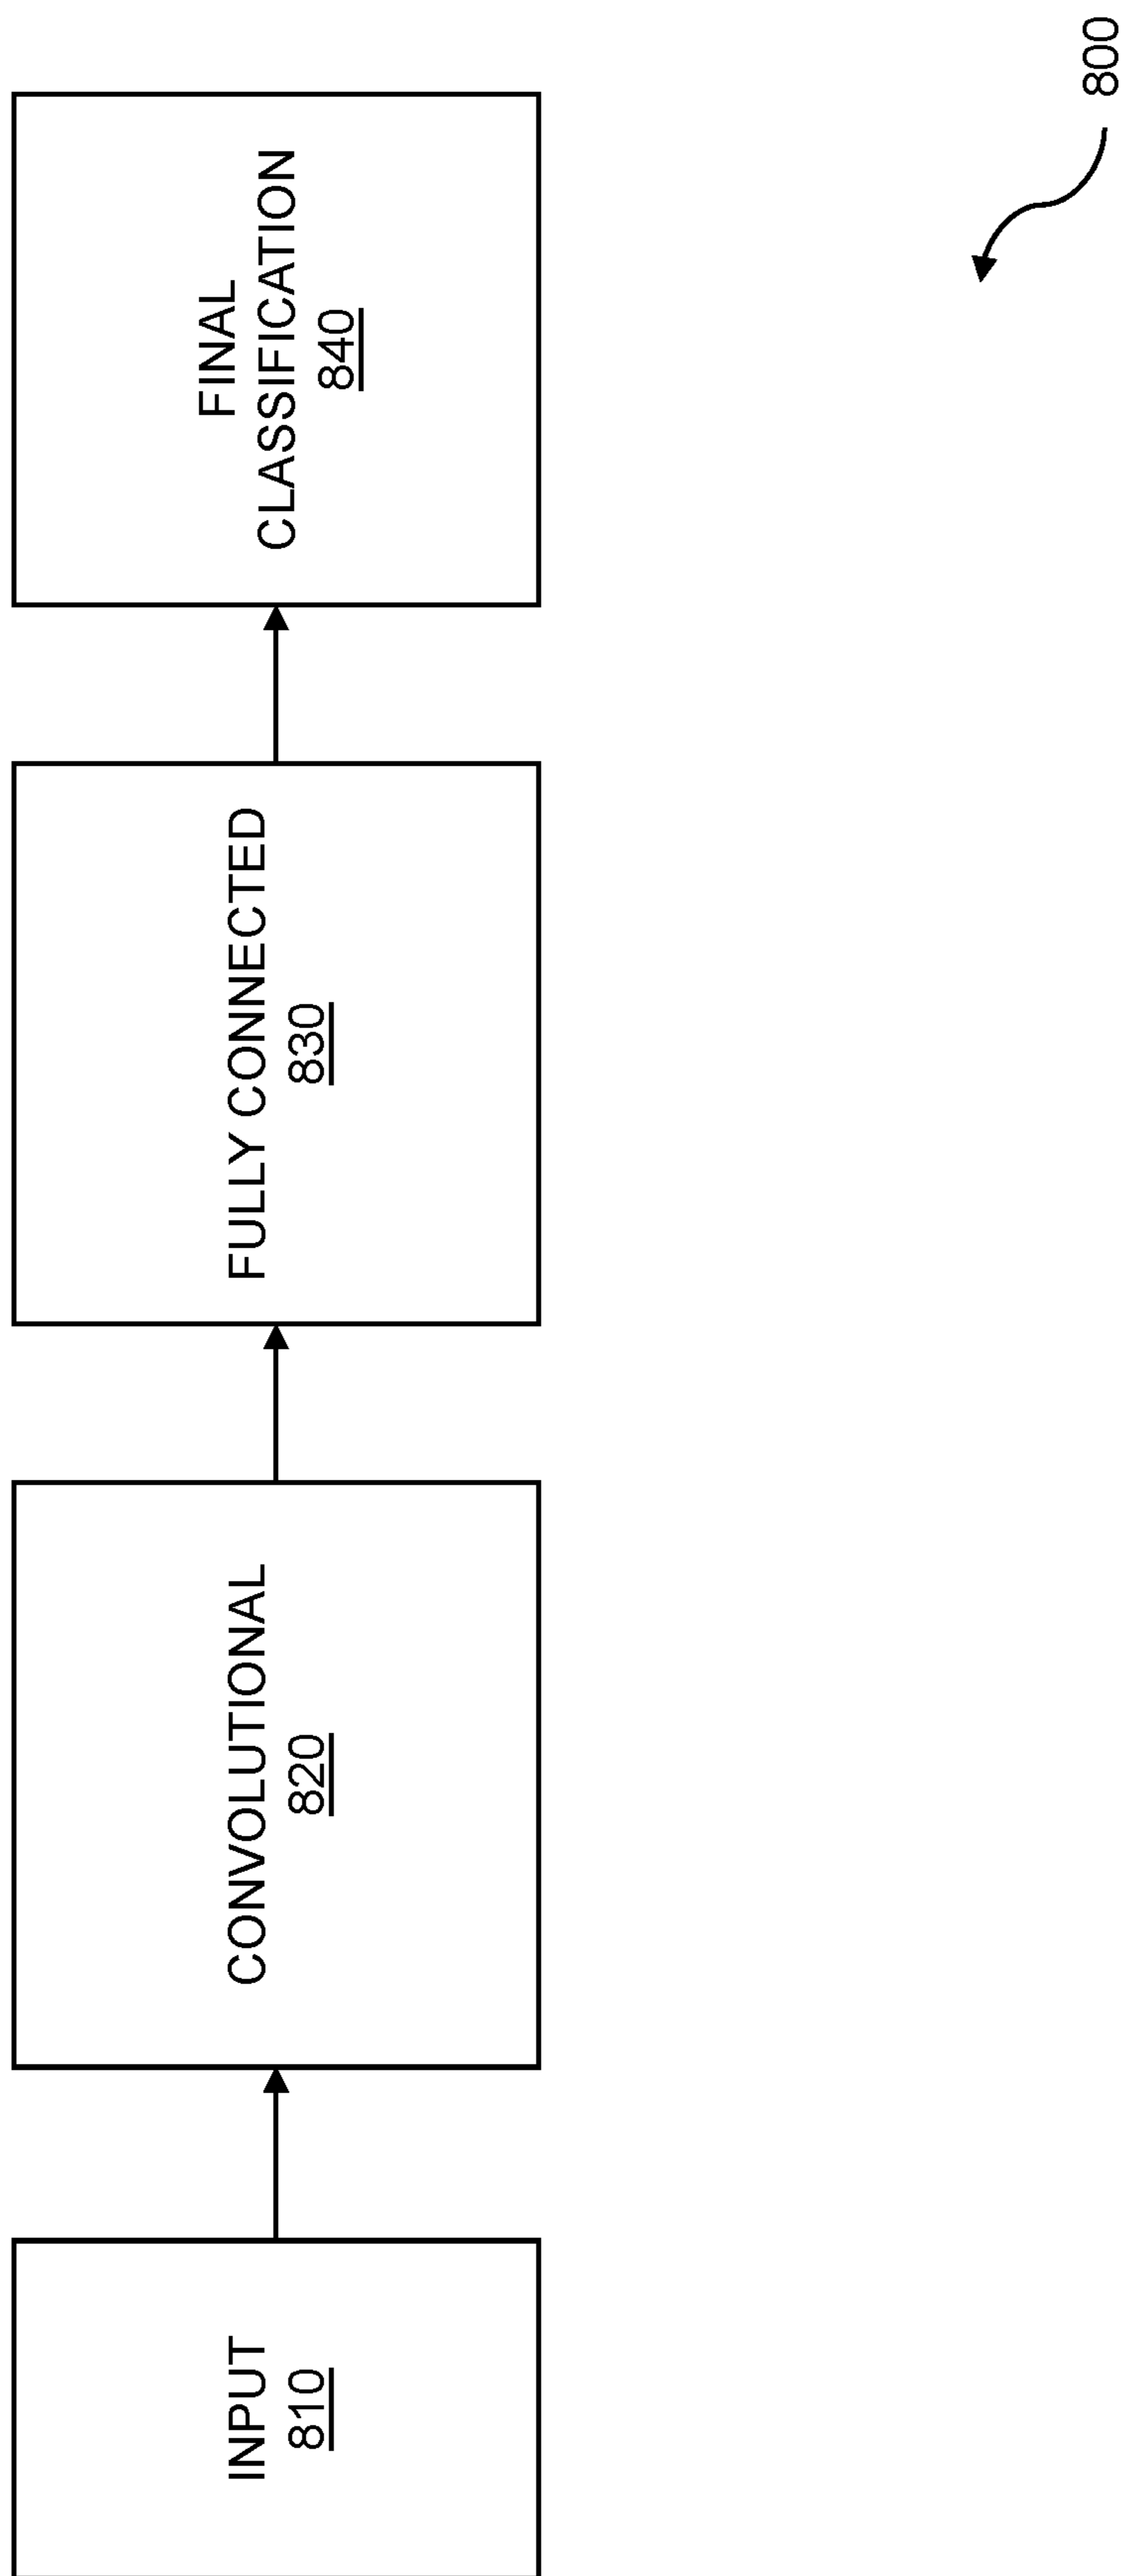 INPUT
810
CONVOLUTIONAL
820
FULLY CONNECTED
830
FINAL
CLASSIFICATION
840
800